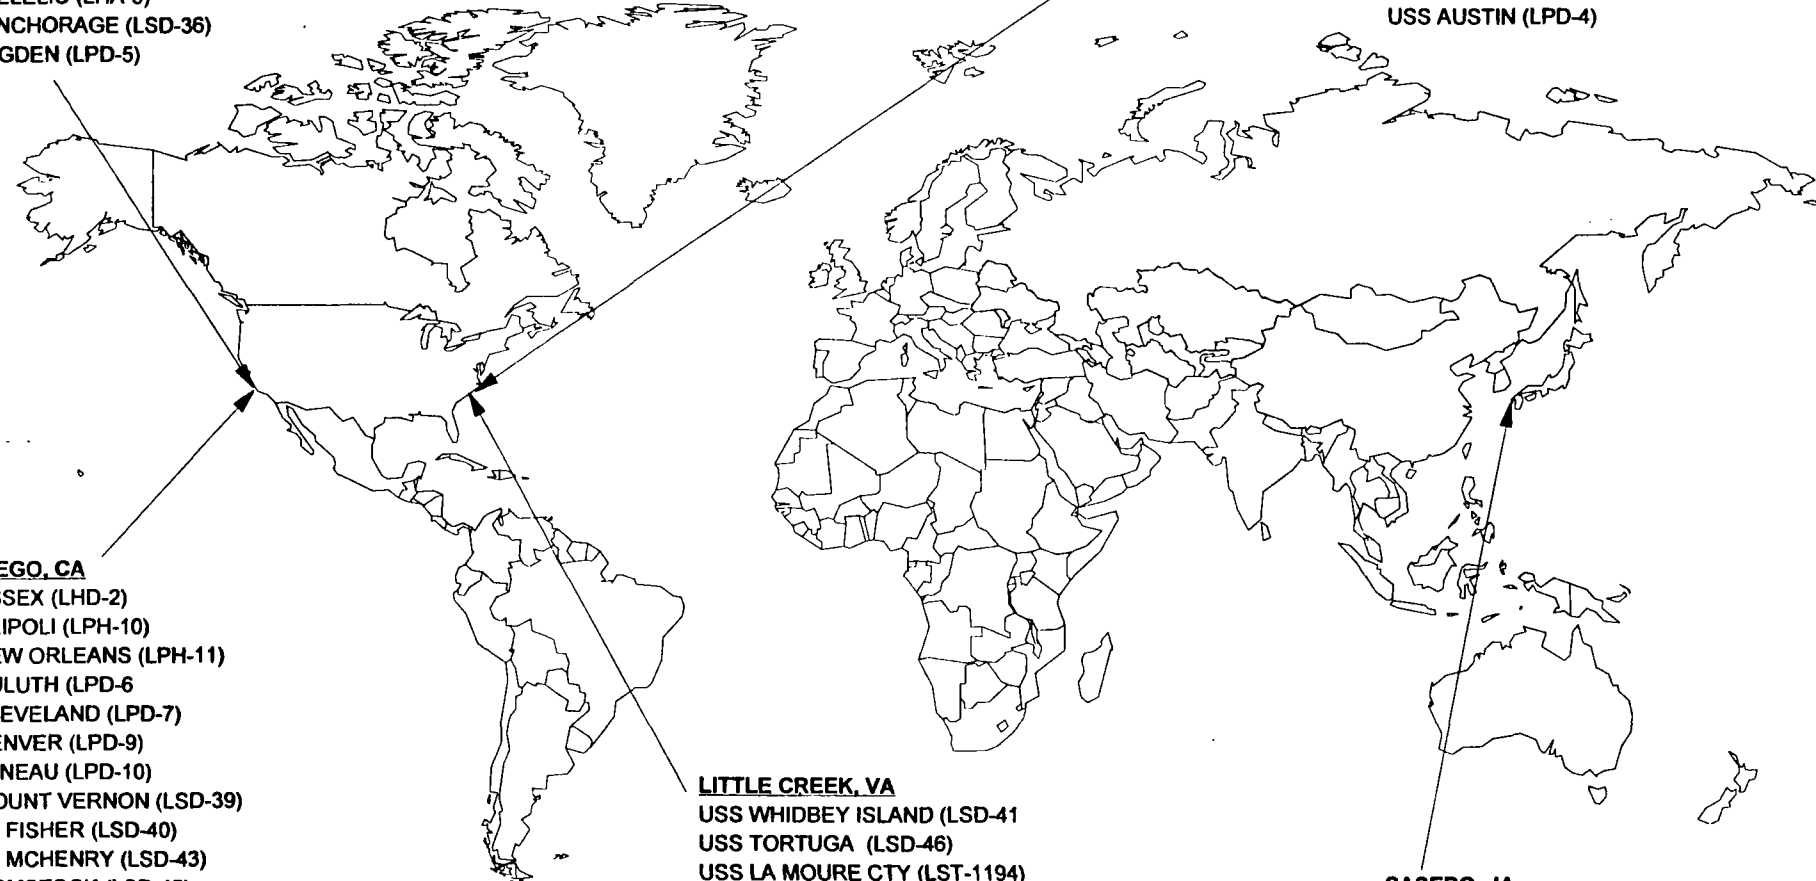 NCHORAGE (LSD-36)
GDEN (LPD-5)
USS AUSTIN (LPD-4)
EGO, CA
SSEX (LHD-2)
IPOLI (LPH-10)
EW ORLEANS (LPH-11)
ULUTH (LPD-6
EVELAND (LPD-7)
ENVER (LPD-9)
NEAU (LPD-10)
OUNT VERNON (LSD-39)
FISHER (LSD-40)
MCHENRY (LSD-43)
LITTLE CREEK, VA
USS WHIDBEY ISLAND (LSD-41
USS TORTUGA (LSD-46)
USS LA MOURE CTY (LST-1194)